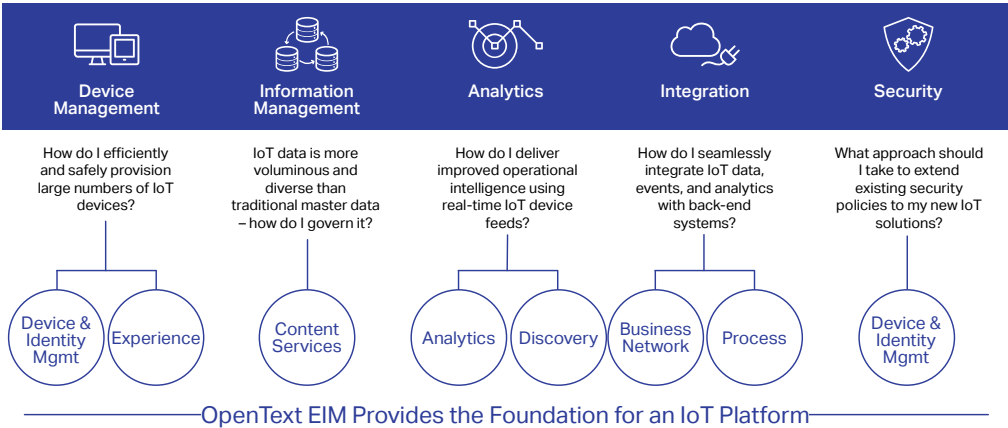 Device
Management
Information
Management
Analytics
Integration
Security
How do I efficiently
and safely provision
large numbers of IoT
devices?
IoT data is more
voluminous and
diverse than
traditional master data
– how do I govern it?
How do I deliver
improved operational
intelligence using
real-time IoT device
feeds?
How do I seamlessly
integrate IoT data,
events, and analytics
with back-end
systems?
What approach should
I take to extend
existing security
policies to my new IoT
solutions?
Device &
Identity
Mgmt
Experience
Content
Services
Analytics
Discovery
Business
Network
Process
Device &
Identity
Mgmt
OpenText EIM Provides the Foundation for an IoT Platform